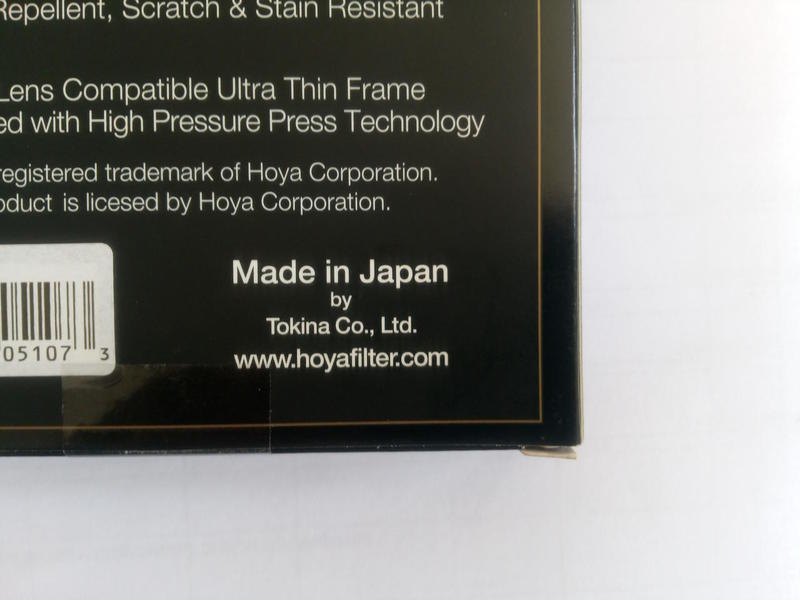 Repellent, Scratch & Stain Resistant
Lens Compatible Ultra Thin Frame
ed with High Pressure Press Technology
registered trademark of Hoya Corporation.
oduct is licesed by Hoya Corporation.
Made in Japan
by
Tokina Co., Ltd.
www.hoyafilter.com
05107 3